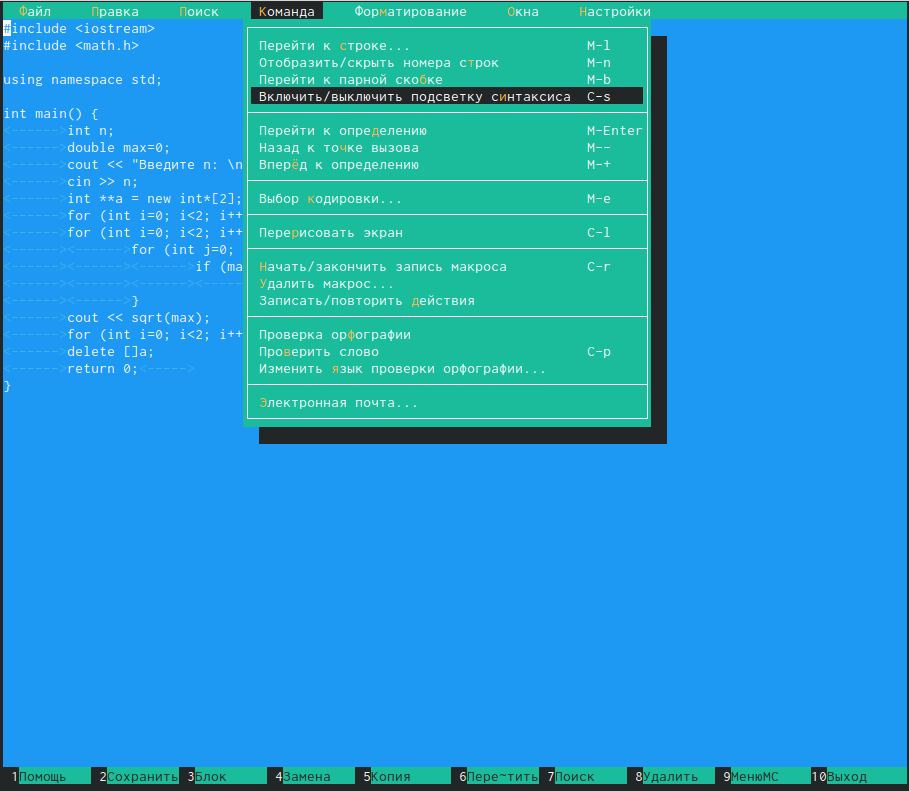 Файл Правка Поиск Команда Форматирование Окна Настройки
#include <iostream>
#include <math.h>
using namespace std;
int main() {
<------>int n;
<------>double max=0;
<------>cout << "Введите n: \n
<------>cin >> n;
<------>int **a = new int*[2];
<------>for (int i=0; i<2; i++
<------>for (int i=0; i<2; i++
<------><------>for (int j=0;
<------><------><------>if (ma
<------><------><------><-----
<------><------>}
<------>cout << sqrt(max);
<------>for (int i=0; i<2; i++
<------>delete []a;
<------>return 0;<----->
}
Перейти к строке... M-l
Отобразить/скрыть номера строк M-n
Перейти к парной скобке M-b
Включить/выключить подсветку синтаксиса C-s
Перейти к определению M-Enter
Назад к точке вызова M--
Вперёд к определению M-+
Выбор кодировки... M-e
Перерисовать экран C-l
Начать/закончить запись макроса C-r
Удалить макрос...
Записать/повторить действия
Проверка орфографии
Проверить слово C-p
Изменить язык проверки орфографии...
Электронная почта...
1Помощь 2Сохранить 3Блок 4Замена 5Копия 6Пере~тить 7Поиск 8Удалить 9МенюMC 10Выход